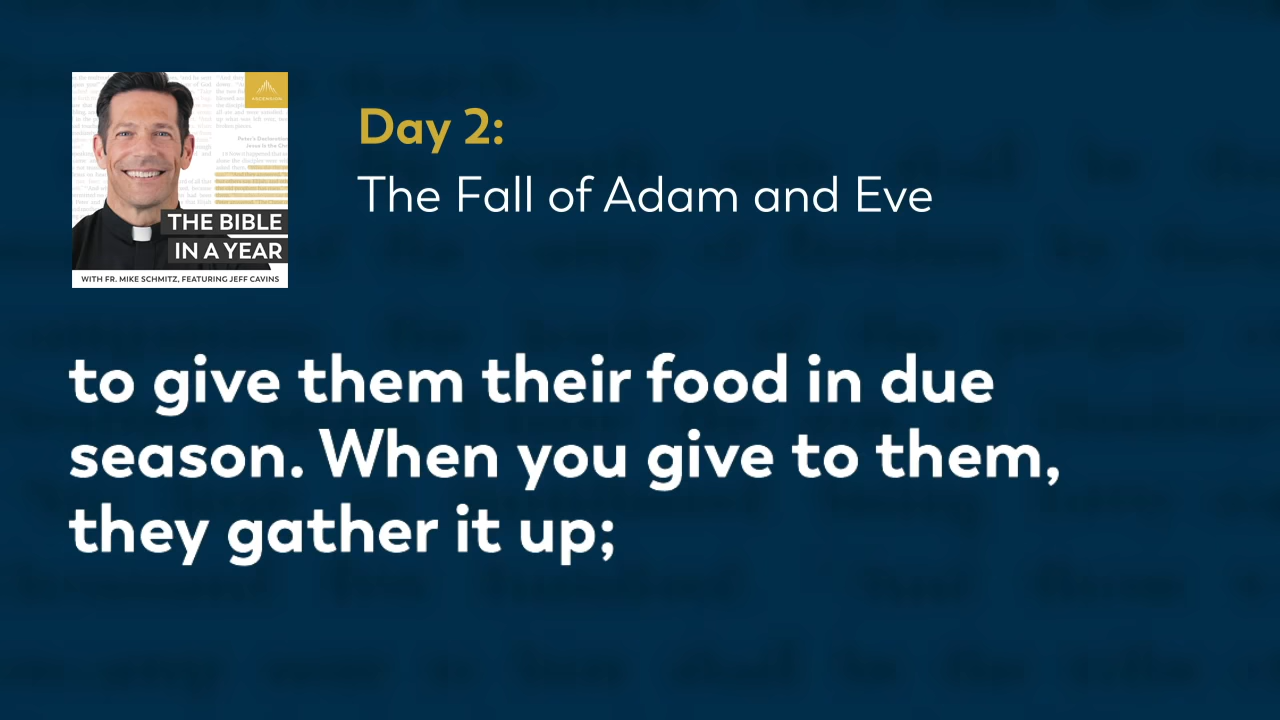 ASCENSION
THE BIBLE
IN A YEAR
WITH FR. MIKE SCHMITZ, FEATURING JEFF CAVINS
Day 2:
The Fall of Adam and Eve
to give them their food in due
season. When you give to them,
they gather it up;